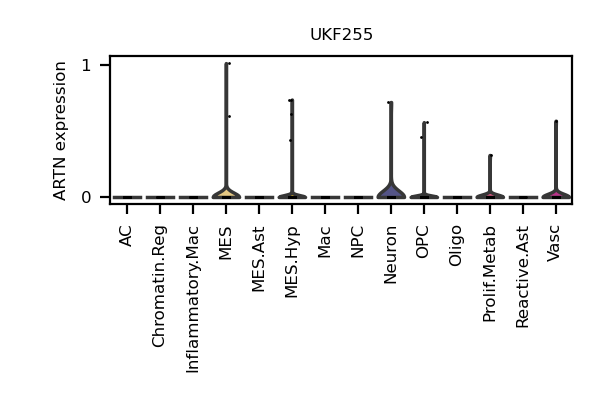 UKF255
ARTN expression
1
0
AC
Chromatin.Reg
Inflammatory.Mac
MES
MES.Ast
MES.Hyp
Mac
NPC
Neuron
OPC
Oligo
Prolif.Metab
Reactive.Ast
Vasc